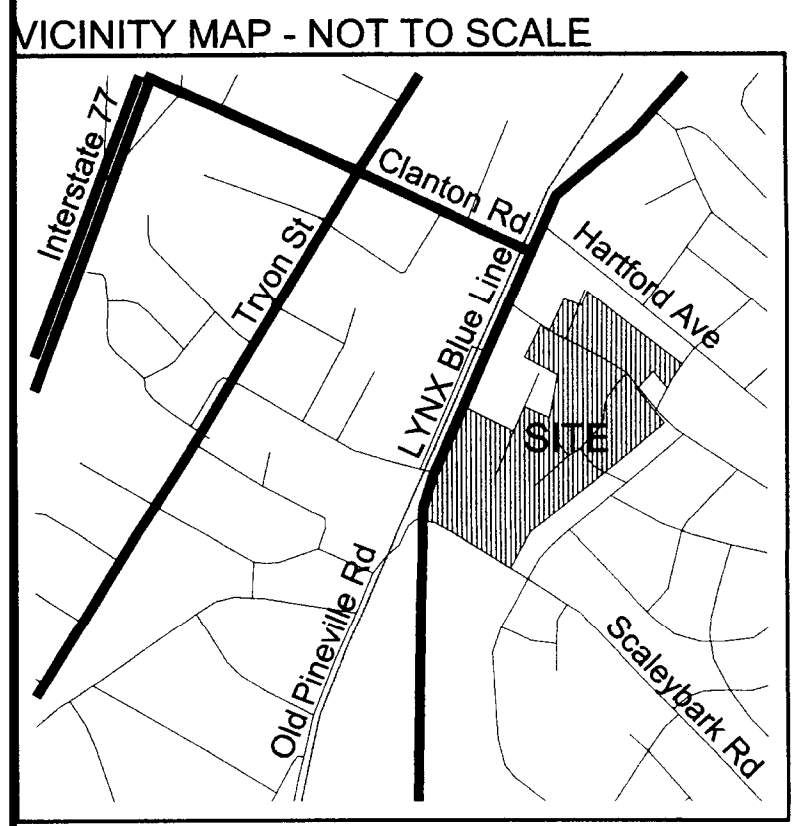 VICINITY MAP - NOT TO SCALE
Interstate 77
Clanton Rd
Tryon St
Hartford Ave
LYNX Blue Line
SITE
Old Pineville Rd
Scaleybark Rd